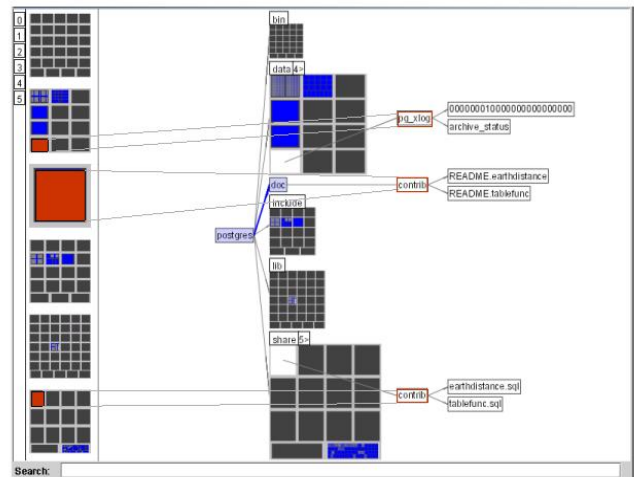 0
1
2
3
4
5
bin
data 4>
pg_xlog
000000010000000000000000
archive_status
doc
contrib
README.earthdistance
README.tablefunc
include
postgres
lib
share 5>
contrib
earthdistance.sql
tablefunc.sql
Search: